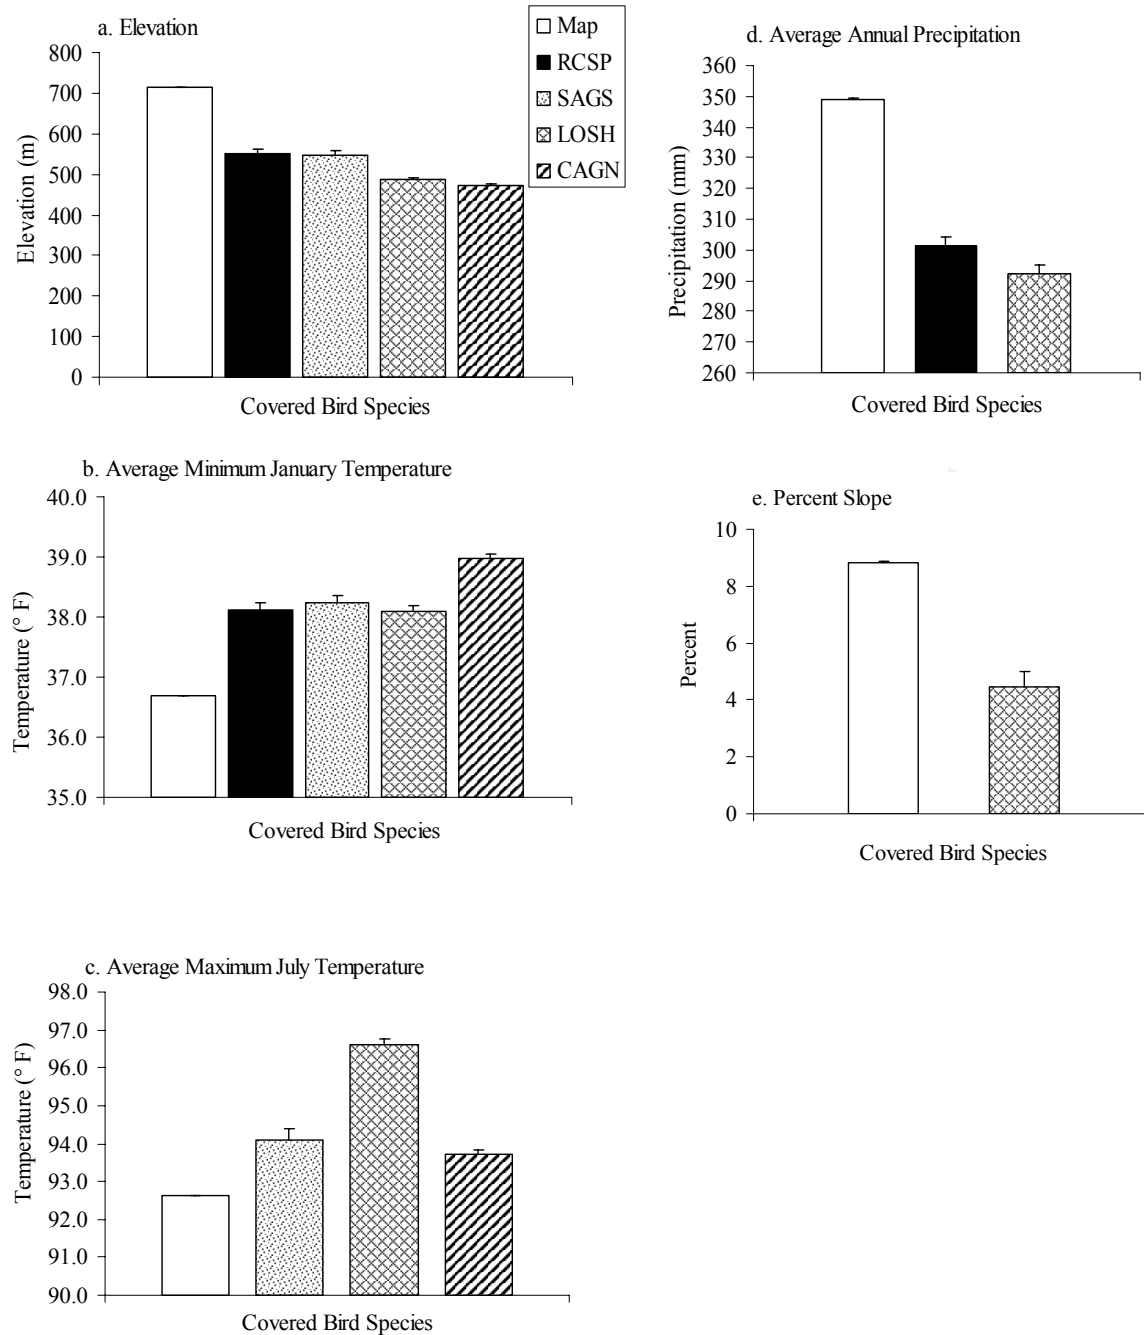 a. Elevation
800
700
600
500
400
300
200
100
0
Elevation (m)
Covered Bird Species
Map
RCSP
SAGS
LOSH
CAGN
d. Average Annual Precipitation
360
350
340
330
320
310
300
290
280
270
260
Precipitation (mm)
Covered Bird Species
b. Average Minimum January Temperature
40.0
39.0
38.0
37.0
36.0
35.0
Temperature (° F)
Covered Bird Species
e. Percent Slope
10
8
6
4
2
0
Percent
Covered Bird Species
c. Average Maximum July Temperature
98.0
97.0
96.0
95.0
94.0
93.0
92.0
91.0
90.0
Temperature (° F)
Covered Bird Species